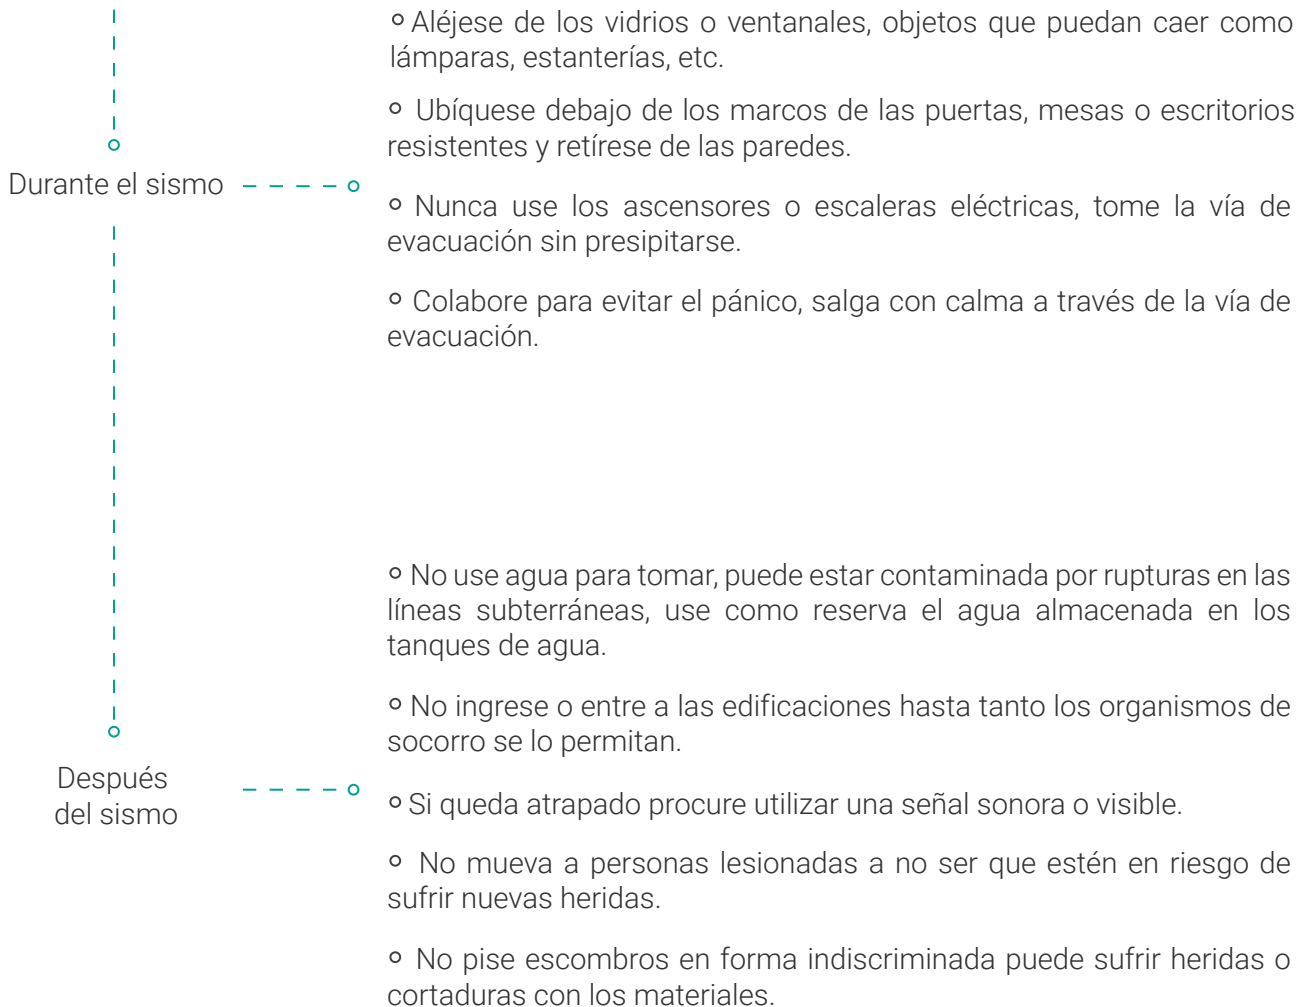 ° Aléjese de los vidrios o ventanales, objetos que puedan caer como
lámparas, estanterías, etc.
° Ubíquese debajo de los marcos de las puertas, mesas o escritorios
resistentes y retírese de las paredes.
Durante el sismo
° Nunca use los ascensores o escaleras eléctricas, tome la vía de
evacuación sin presipitarse.
° Colabore para evitar el pánico, salga con calma a través de la vía de
evacuación.
° No use agua para tomar, puede estar contaminada por rupturas en las
líneas subterráneas, use como reserva el agua almacenada en los
tanques de agua.
° No ingrese o entre a las edificaciones hasta tanto los organismos de
socorro se lo permitan.
Después
del sismo
° Si queda atrapado procure utilizar una señal sonora o visible.
° No mueva a personas lesionadas a no ser que estén en riesgo de
sufrir nuevas heridas.
° No pise escombros en forma indiscriminada puede sufrir heridas o
cortaduras con los materiales.